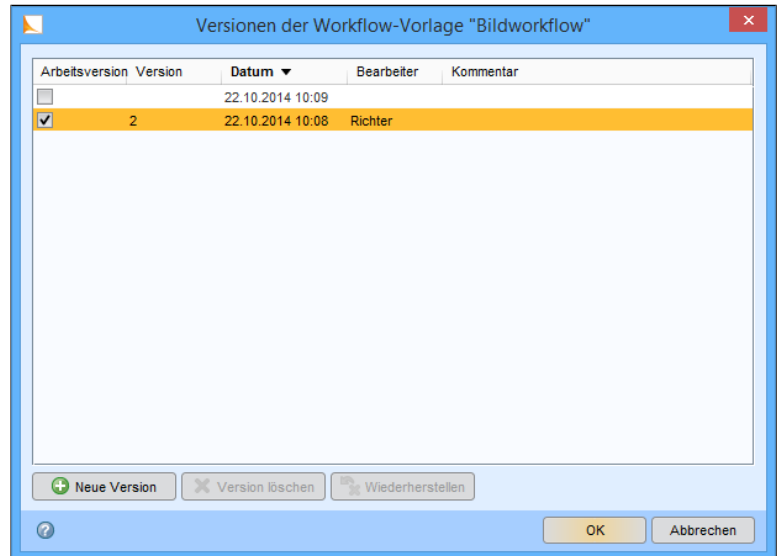 Versionen der Workflow-Vorlage "Bildworkflow"
Arbeitsversion Version Datum ▼ Bearbeiter Kommentar
22.10.2014 10:09
2 22.10.2014 10:08 Richter
Neue Version Version löschen Wiederherstellen
OK Abbrechen